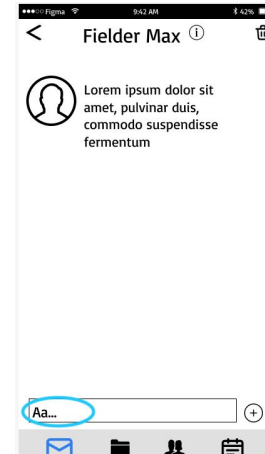 Figma 9:42 AM 42%
< Fielder Max i
Lorem ipsum dolor sit
amet, pulvinar duis,
commodo suspendisse
fermentum
Aa...